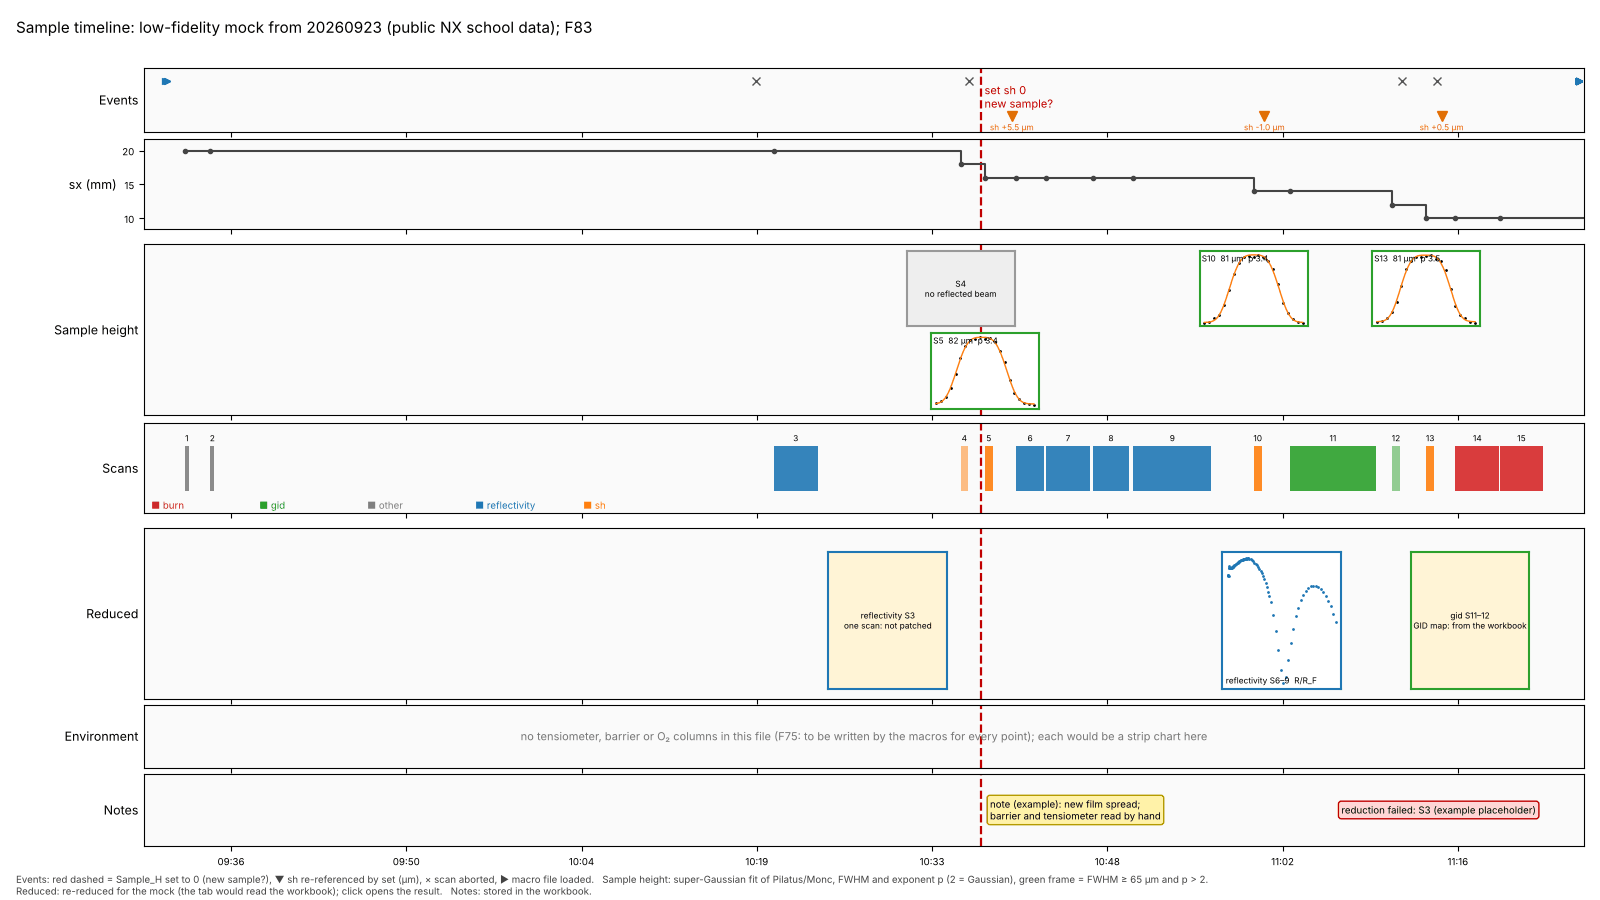 Sample timeline: low-fidelity mock from 20260923 (public NX school data); F83
Events
set sh 0
new sample?
sh +5.5 µm
sh -1.0 µm
sh +0.5 µm
sx (mm)
20
15
10
Sample height
S4
no reflected beam
S5 82 µm p 3.4
S10 81 µm p 3.4
S13 81 µm p 3.5
Scans
1 2 3 4 5 6 7 8 9 10 11 12 13 14 15
burn gid other reflectivity sh
Reduced
reflectivity S3
one scan: not patched
reflectivity S6–9 R/R_F
gid S11–12
GID map: from the workbook
Environment
no tensiometer, barrier or O₂ columns in this file (F75: to be written by the macros for every point); each would be a strip chart here
Notes
note (example): new film spread;
barrier and tensiometer read by hand
reduction failed: S3 (example placeholder)
09:36 09:50 10:04 10:19 10:33 10:48 11:02 11:16
Events: red dashed = Sample_H set to 0 (new sample?), ▼ sh re-referenced by set (µm), × scan aborted, ▶ macro file loaded. Sample height: super-Gaussian fit of Pilatus/Monc, FWHM and exponent p (2 = Gaussian), green frame = FWHM ≥ 65 µm and p > 2.
Reduced: re-reduced for the mock (the tab would read the workbook); click opens the result. Notes: stored in the workbook.